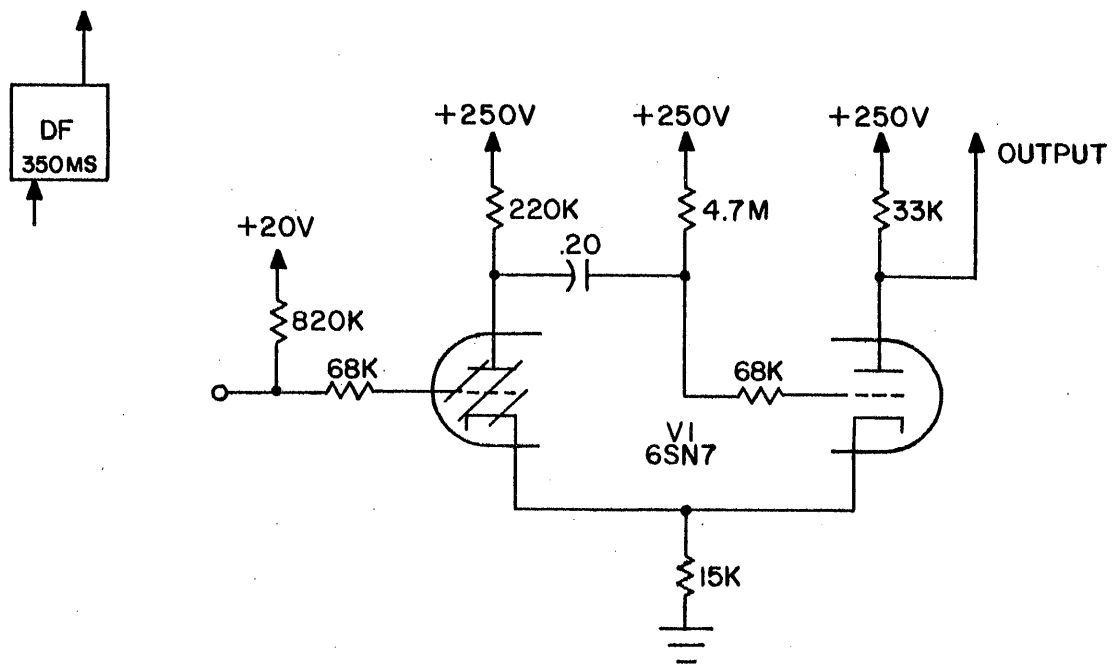 DF
350MS
+20V
820K
68K
+250V
220K
.20
+250V
4.7M
+250V
33K
OUTPUT
68K
V1
6SN7
15K